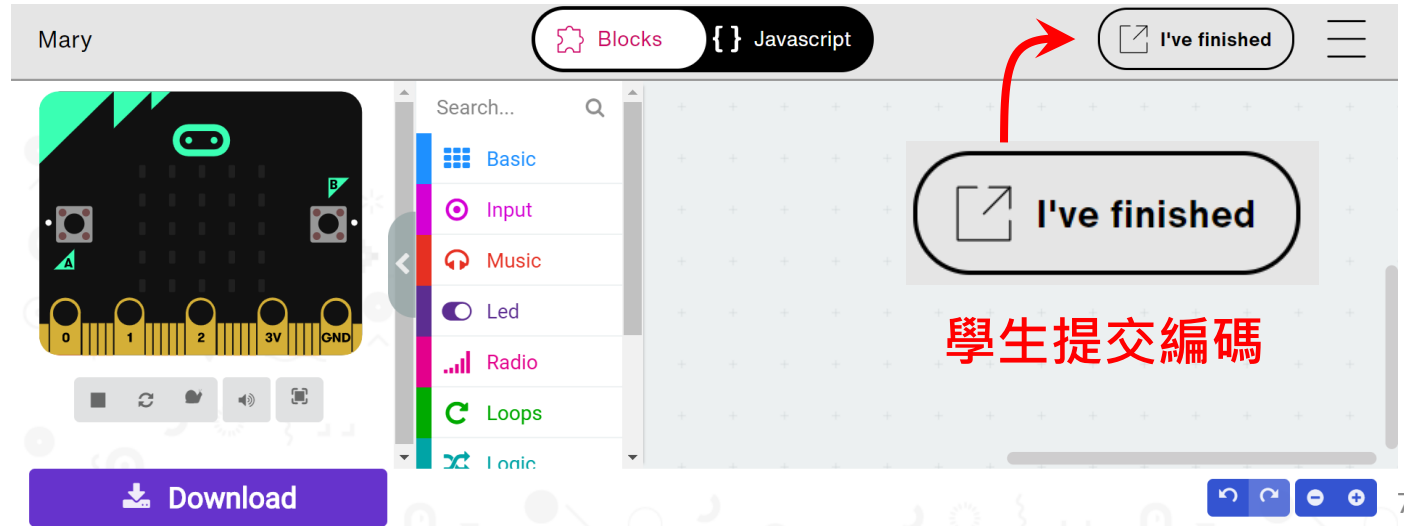 Mary
Blocks
{ } Javascript
I've finished
Search...
Basic
Input
Music
Led
Radio
Loops
Logic
B
A
0 1 2 3V GND
Download
I've finished
學生提交編碼
7